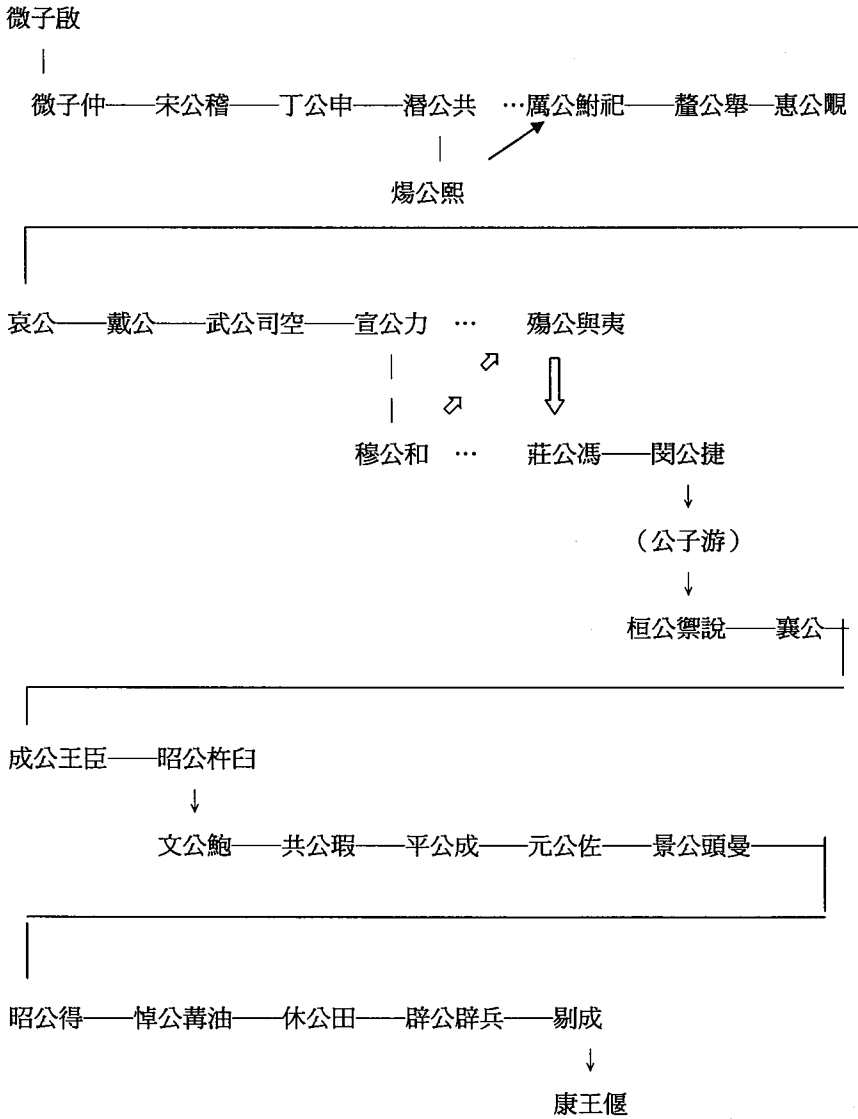 微子啟
微子仲——宋公稽——丁公申——潛公共 …厲公鮒祀——釐公舉—惠公覸
煬公熙
哀公——戴公——武公司空——宣公力 … 殤公與夷
穆公和 … 莊公馮——閔公捷
（公子游）
桓公禦說——襄公
成公王臣——昭公杵臼
文公鮑——共公瑕——平公成——元公佐——景公頭曼
昭公得——悼公冓油——休公田——辟公辟兵——剔成
康王偃